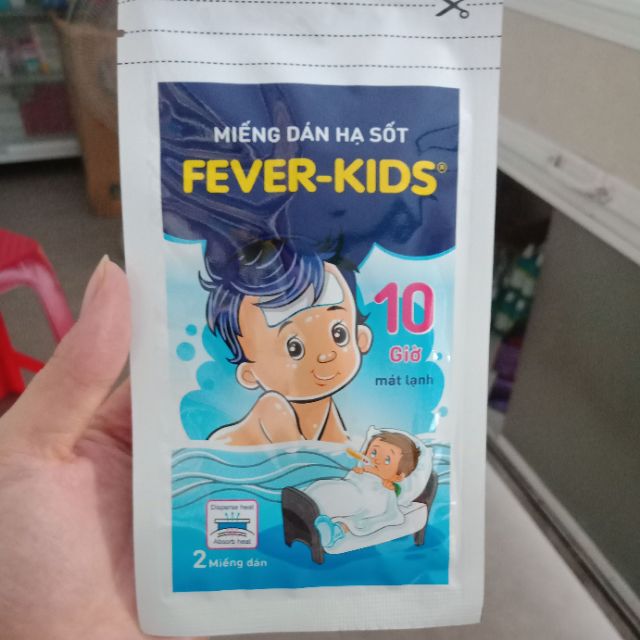 MIẾNG DÁN HẠ SỐT
FEVER-KIDS®
10
Giờ
mát lạnh
Disperse heat
Absorb heat
2 Miếng dán